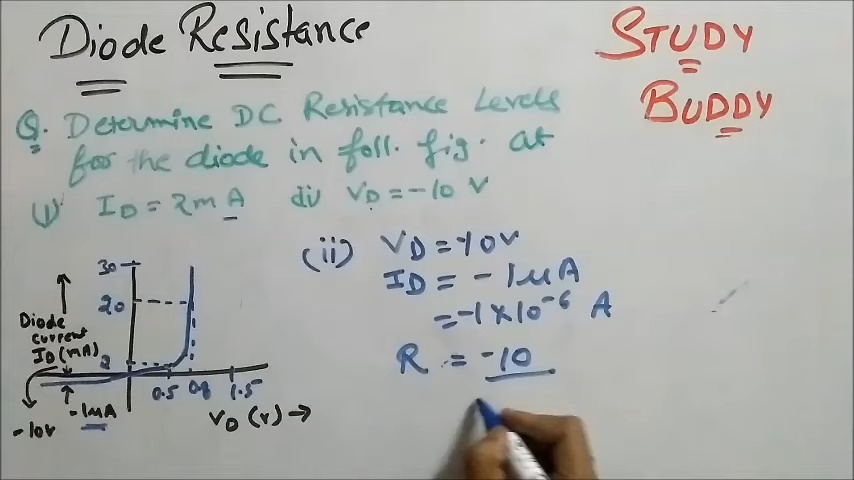 Diode Resistance
STUDY
BUDDY
Q. Determine DC Resistance Levels
for the diode in foll. fig. at
(i) ID = 2mA (ii) VD = -10 V
(ii) VD = -10V
ID = -1μA
= -1 × 10-6 A
R = -10
30
20
2
Diode
current
ID (mA)
0.5 0.8 1.5
-1μA
VD (V) →
-10V